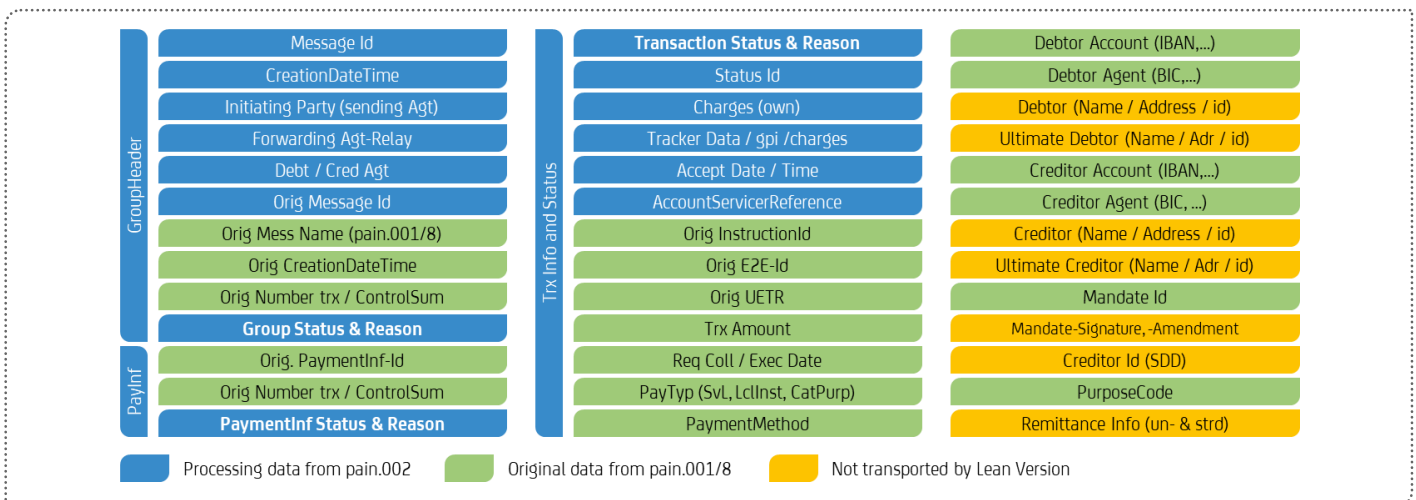 GroupHeader
Message Id
CreationDateTime
Initiating Party (sending Agt)
Forwarding Agt-Relay
Debt / Cred Agt
Orig Message Id
Orig Mess Name (pain.001/8)
Orig CreationDateTime
Orig Number trx / ControlSum
Group Status & Reason
PayInf
Orig. PaymentInf-Id
Orig Number trx / ControlSum
PaymentInf Status & Reason
Trx Info and Status
Transaction Status & Reason
Status Id
Charges (own)
Tracker Data / gpi /charges
Accept Date / Time
AccountServicerReference
Orig InstructionId
Orig E2E-Id
Orig UETR
Trx Amount
Req Coll / Exec Date
PayTyp (SvL, LclInst, CatPurp)
PaymentMethod
Debtor Account (IBAN,...)
Debtor Agent (BIC,...)
Debtor (Name / Address / id)
Ultimate Debtor (Name / Adr / id)
Creditor Account (IBAN,...)
Creditor Agent (BIC, ...)
Creditor (Name / Address / id)
Ultimate Creditor (Name / Adr / id)
Mandate Id
Mandate-Signature, -Amendment
Creditor Id (SDD)
PurposeCode
Remittance Info (un- & strd)
Processing data from pain.002
Original data from pain.001/8
Not transported by Lean Version